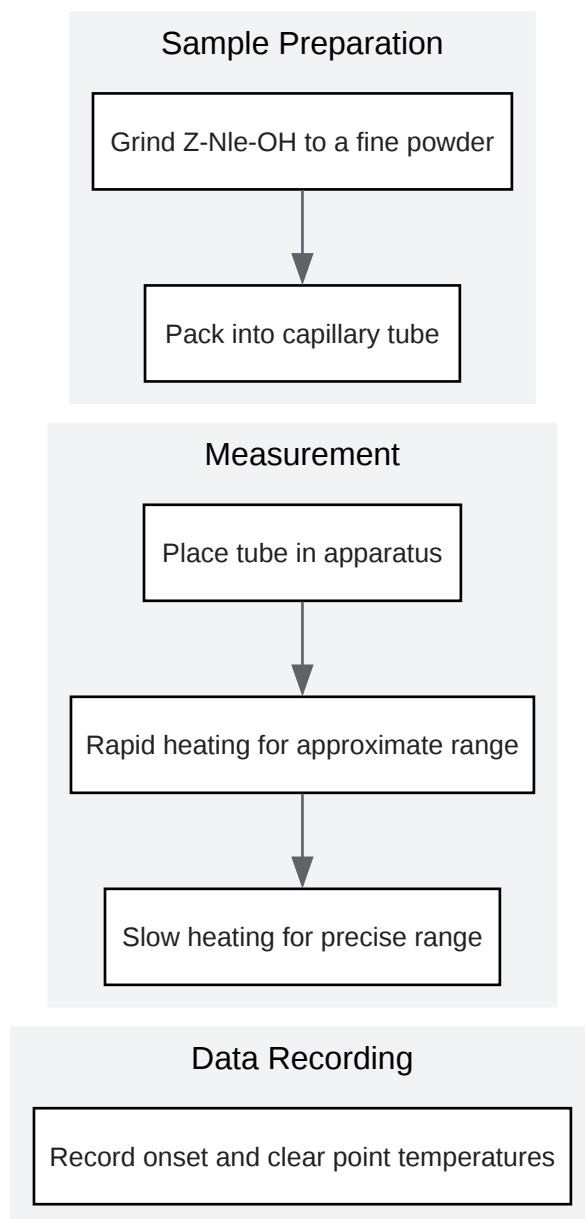 Sample Preparation
Grind Z-Nle-OH to a fine powder
Pack into capillary tube
Measurement
Place tube in apparatus
Rapid heating for approximate range
Slow heating for precise range
Data Recording
Record onset and clear point temperatures